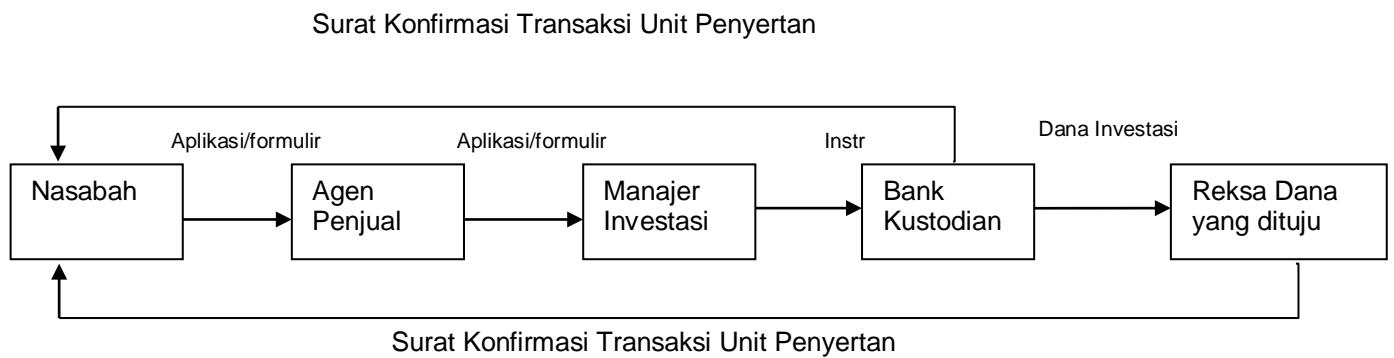 Surat Konfirmasi Transaksi Unit Penyertan
Aplikasi/formulir
Aplikasi/formulir
Instr
Dana Investasi
Nasabah
Agen
Penjual
Manajer
Investasi
Bank
Kustodian
Reksa Dana
yang dituju
Surat Konfirmasi Transaksi Unit Penyertan